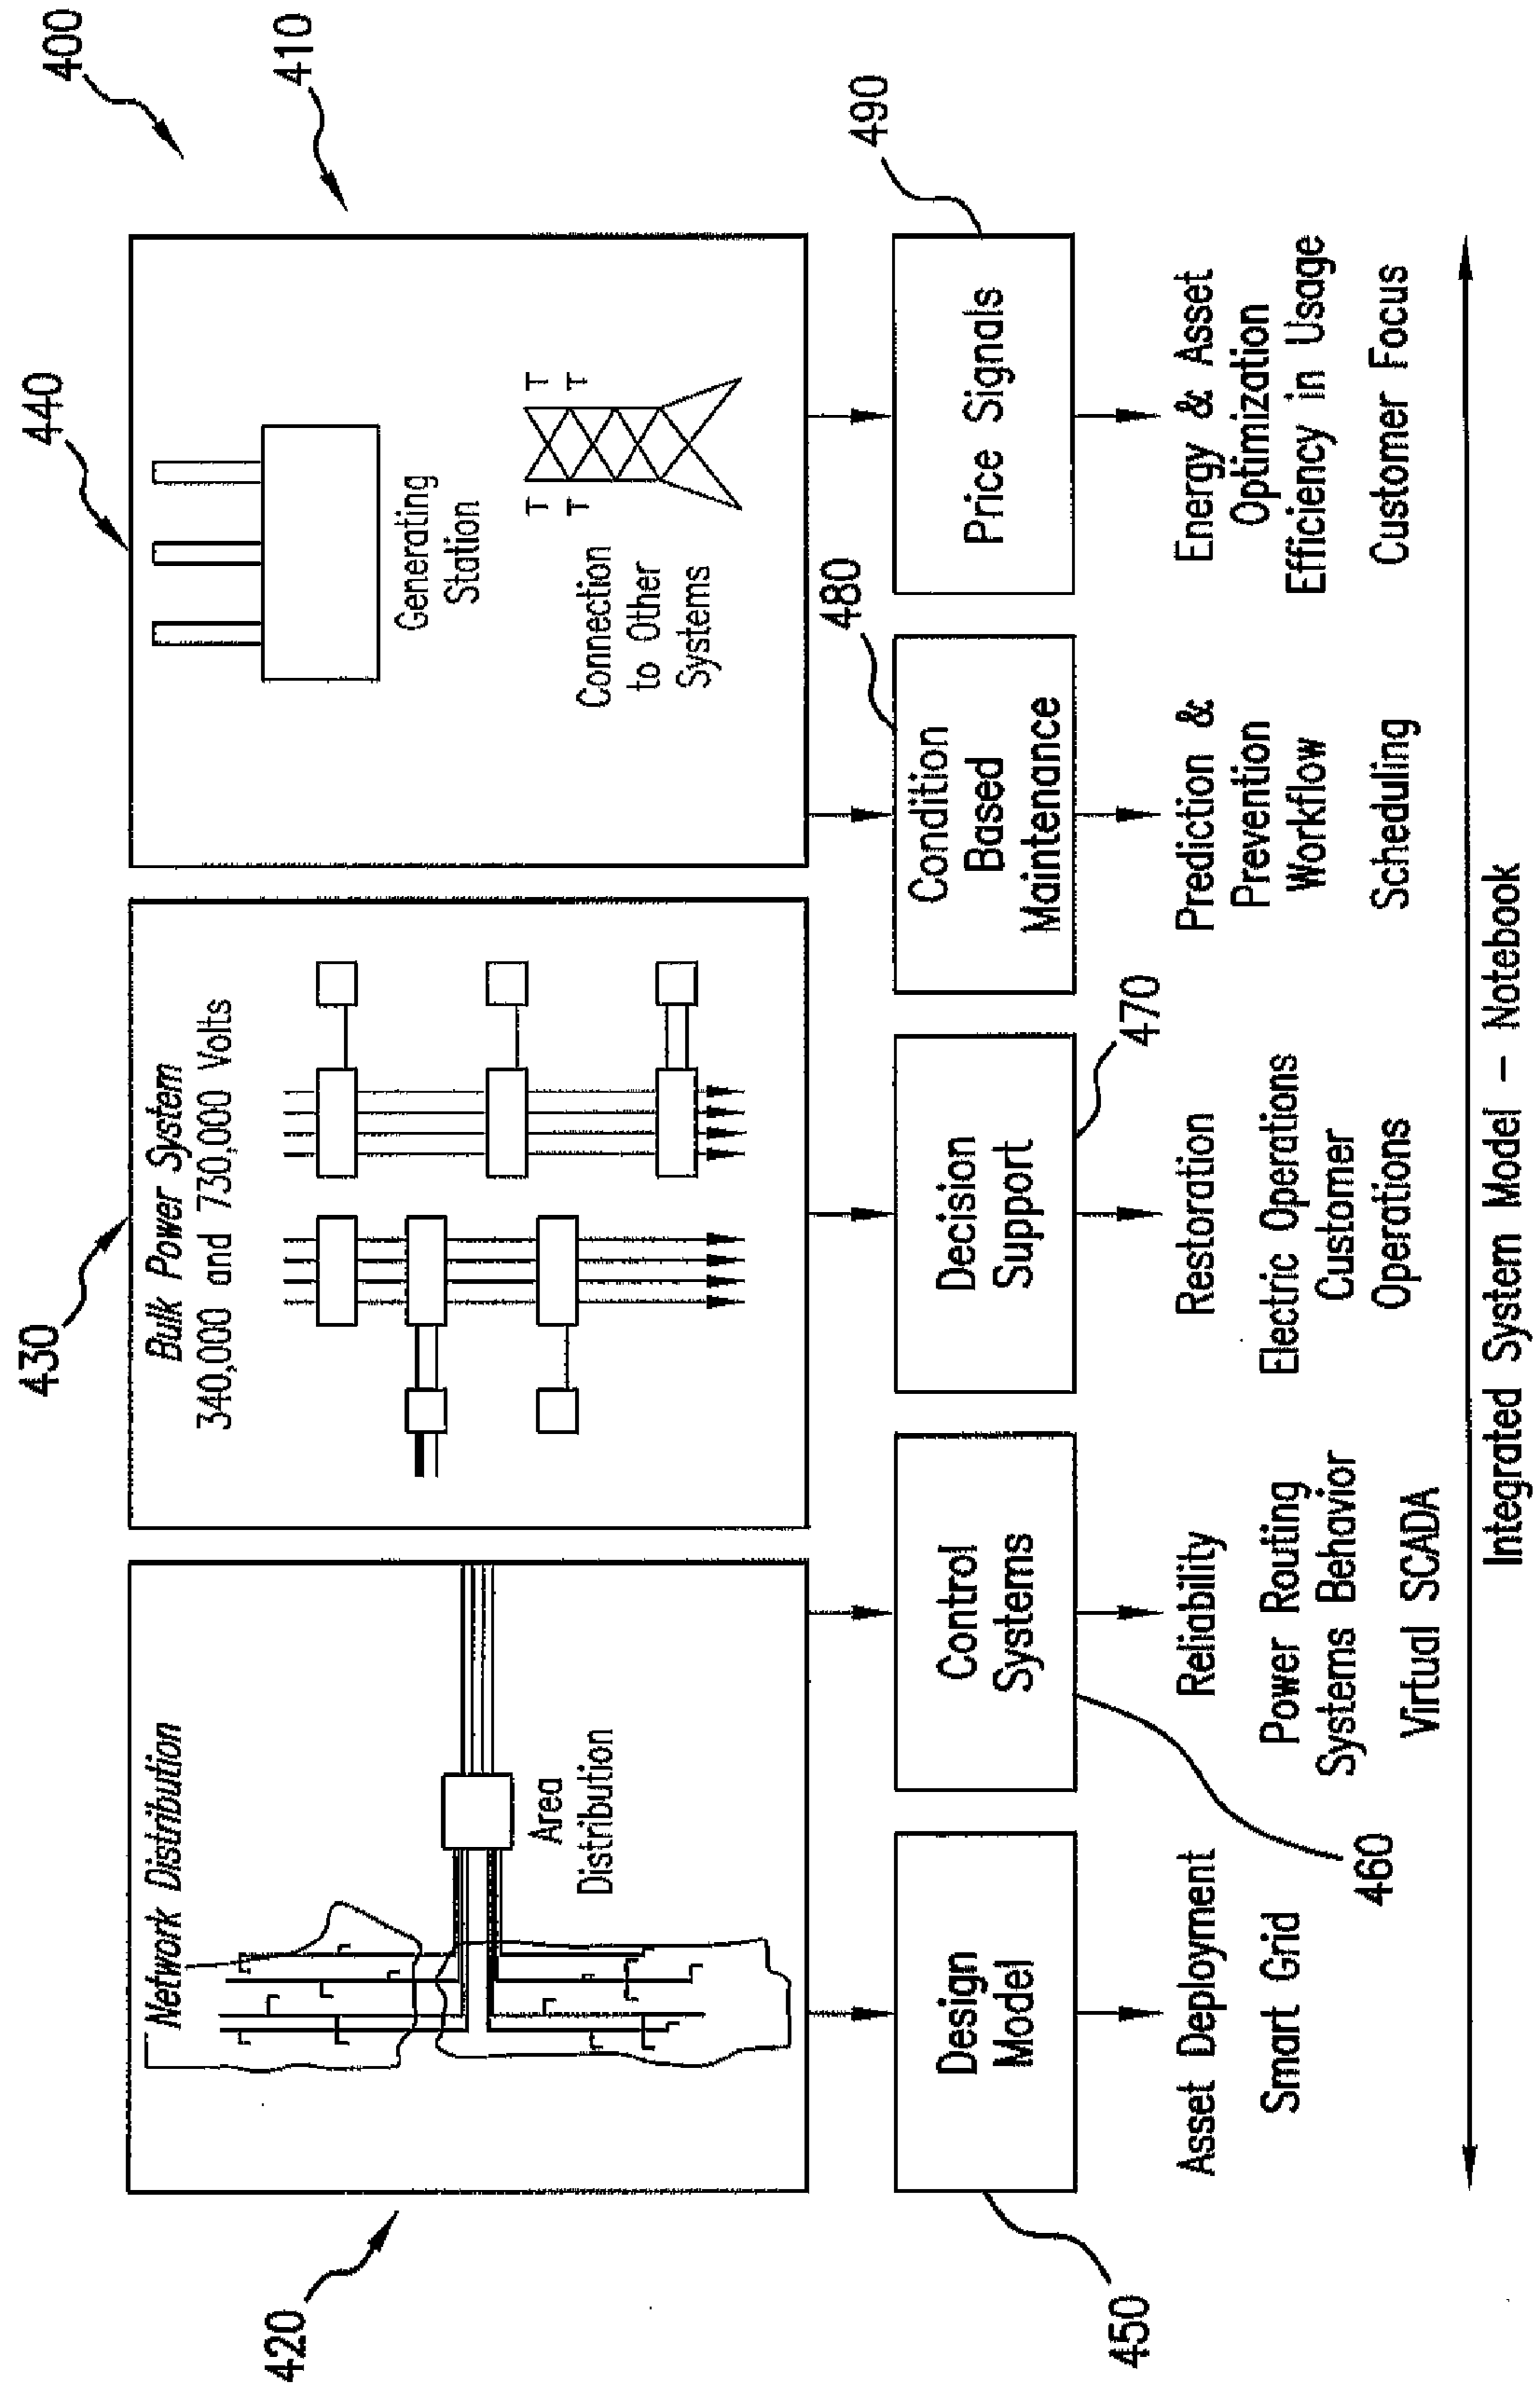 400
410
420
430
440
Network Distribution
Area
Distribution
Bulk Power System
340,000 and 730,000 Volts
Generating
Station
Connection
to Other
Systems
T
T
T
T
Design
Model
450
Control
Systems
460
Decision
Support
470
Condition
Based
Maintenance
480
Price Signals
490
Asset Deployment
Smart Grid
Reliability
Power Routing
Systems Behavior
Virtual SCADA
Restoration
Electric Operations
Customer
Operations
Prediction &
Prevention
Workflow
Scheduling
Energy & Asset
Optimization
Efficiency in Usage
Customer Focus
Integrated System Model – Notebook